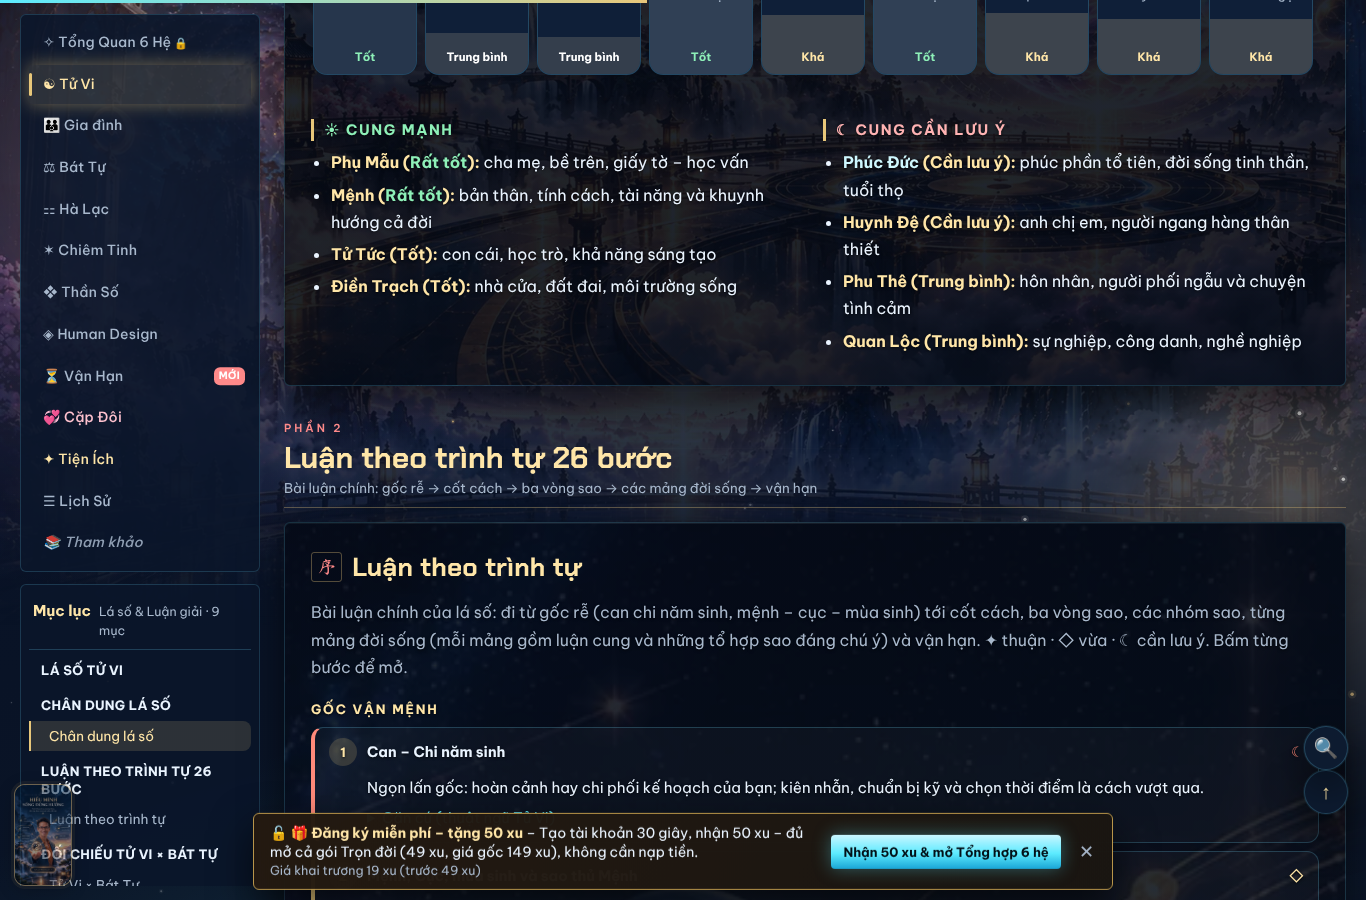 Tổng Quan 6 Hệ
Tử Vi
Gia đình
Bát Tự
Hà Lạc
Chiêm Tinh
Thần Số
Human Design
Vận Hạn MỚI
Cặp Đôi
Tiện Ích
Lịch Sử
Tham khảo
Mục lục Lá số & Luận giải · 9
mục
LÁ SỐ TỬ VI
CHÂN DUNG LÁ SỐ
Chân dung lá số
LUẬN THEO TRÌNH TỰ 26
BƯỚC
Luận theo trình tự
ĐỐI CHIẾU TỬ VI × BÁT TỰ
Tử Vi × Bát Tự
Tốt
Trung bình
Trung bình
Tốt
Khá
Tốt
Khá
Khá
Khá
☀ CUNG MẠNH
• Phụ Mẫu (Rất tốt): cha mẹ, bề trên, giấy tờ – học vấn
• Mệnh (Rất tốt): bản thân, tính cách, tài năng và khuynh
hướng cả đời
• Tử Tức (Tốt): con cái, học trò, khả năng sáng tạo
• Điền Trạch (Tốt): nhà cửa, đất đai, môi trường sống
☾ CUNG CẦN LƯU Ý
• Phúc Đức (Cần lưu ý): phúc phần tổ tiên, đời sống tinh thần,
tuổi thọ
• Huynh Đệ (Cần lưu ý): anh chị em, người ngang hàng thân
thiết
• Phu Thê (Trung bình): hôn nhân, người phối ngẫu và chuyện
tình cảm
• Quan Lộc (Trung bình): sự nghiệp, công danh, nghề nghiệp
PHẦN 2
Luận theo trình tự 26 bước
Bài luận chính: gốc rễ → cốt cách → ba vòng sao → các mảng đời sống → vận hạn
序 Luận theo trình tự
Bài luận chính của lá số: đi từ gốc rễ (can chi năm sinh, mệnh – cục – mùa sinh) tới cốt cách, ba vòng sao, các nhóm sao, từng
mảng đời sống (mỗi mảng gồm luận cung và những tổ hợp sao đáng chú ý) và vận hạn. ✦ thuận · ◇ vừa · ☾ cần lưu ý. Bấm từng
bước để mở.
GỐC VẬN MỆNH
1 Can – Chi năm sinh ☾
Ngọn lấn gốc: hoàn cảnh hay chi phối kế hoạch của bạn; kiên nhẫn, chuẩn bị kỹ và chọn thời điểm là cách vượt qua.
Đăng ký miễn phí – tặng 50 xu – Tạo tài khoản 30 giây, nhận 50 xu – đủ
mở cả gói Trọn đời (49 xu, giá gốc 149 xu), không cần nạp tiền.
Giá khai trương 19 xu (trước 49 xu)
Nhận 50 xu & mở Tổng hợp 6 hệ ✕